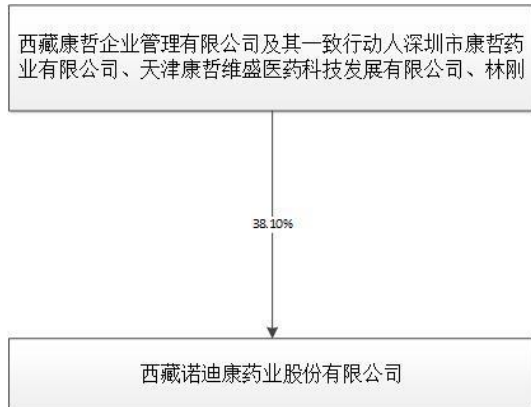 西藏康哲企业管理有限公司及其一致行动人深圳市康哲药
业有限公司、天津康哲维盛医药科技发展有限公司、林刚
38.10%
西藏诺迪康药业股份有限公司